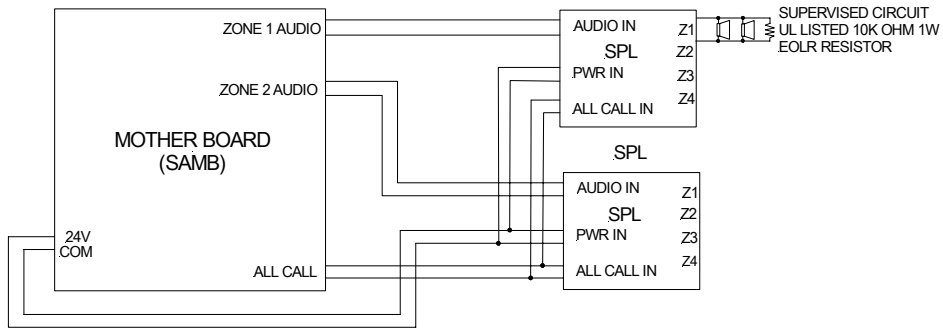 ZONE 1 AUDIO
ZONE 2 AUDIO
MOTHER BOARD
(SAMB)
24V
COM
ALL CALL
AUDIO IN
SPL
PWR IN
ALL CALL IN
Z1
Z2
Z3
Z4
SUPERVISED CIRCUIT
UL LISTED 10K OHM 1W
EOLR RESISTOR
SPL
AUDIO IN
SPL
PWR IN
ALL CALL IN
Z1
Z2
Z3
Z4